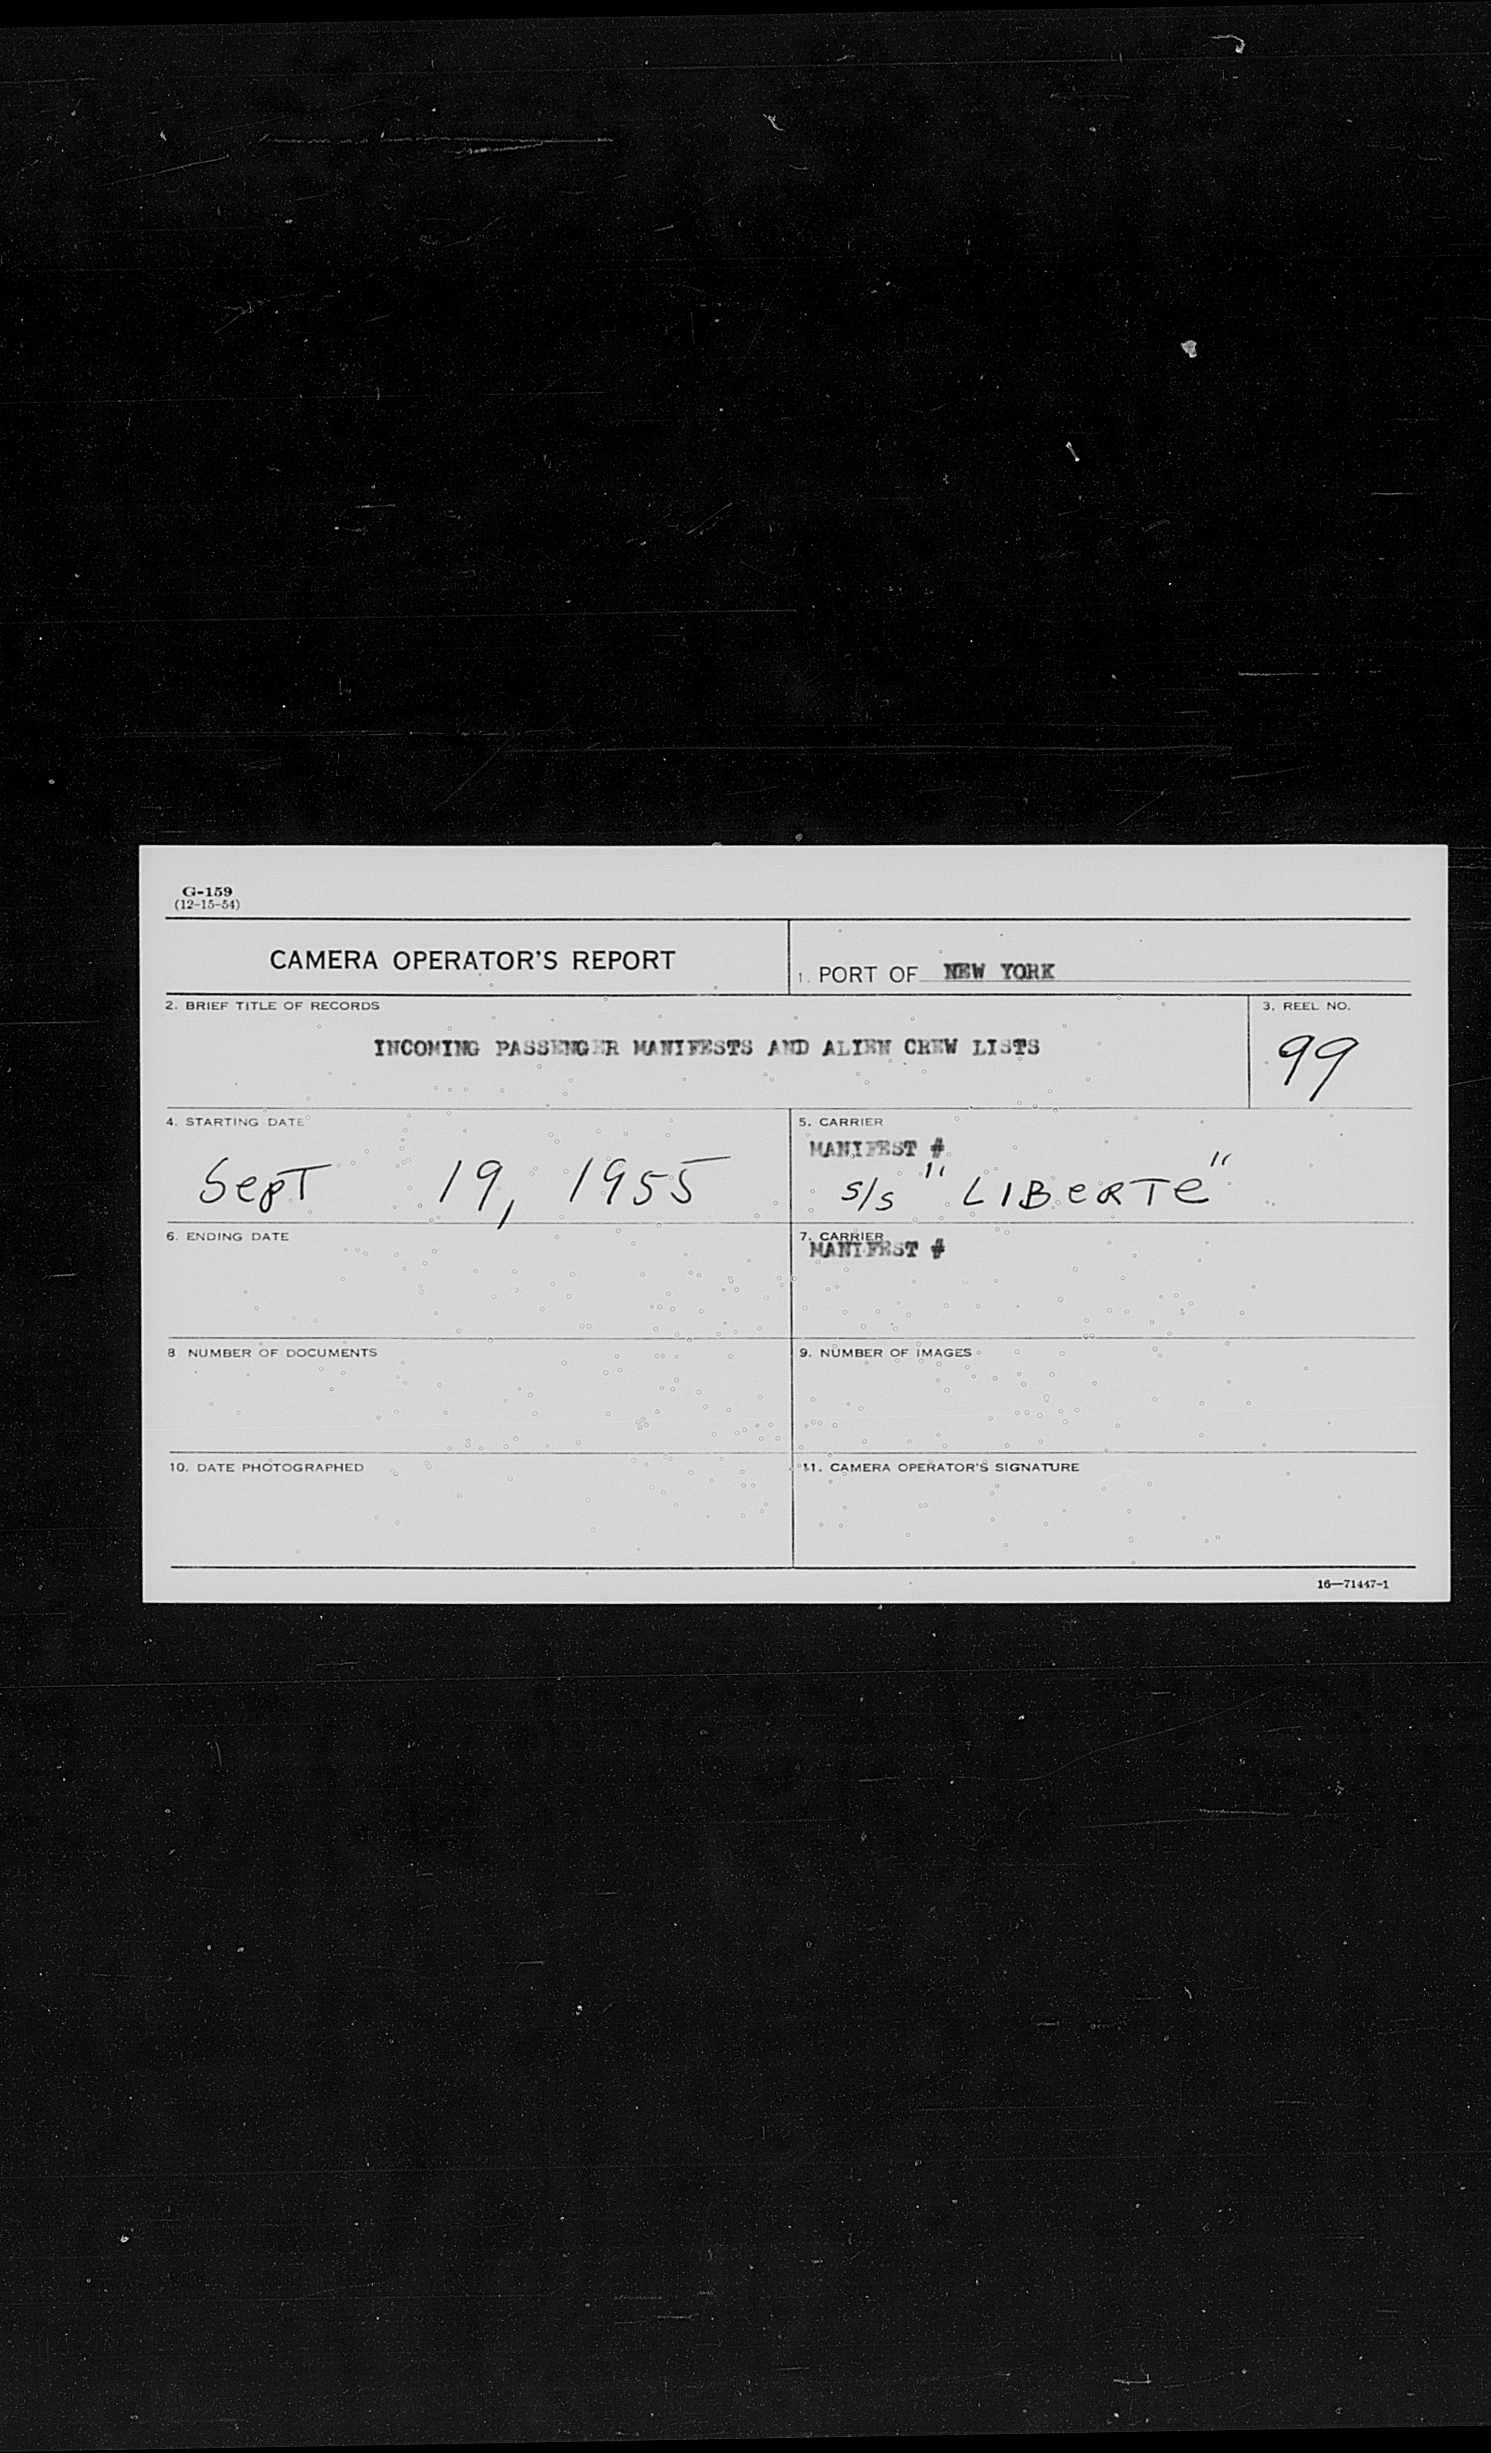 G-159
(12-15-54)
CAMERA OPERATOR'S REPORT
1. PORT OF NEW YORK
2. BRIEF TITLE OF RECORDS
INCOMING PASSENGER MANIFESTS AND ALIEN CREW LISTS
3. REEL NO.
99
4. STARTING DATE
Sept 19, 1955
5. CARRIER
MANIFEST #
S/S "LIBERTE"
6. ENDING DATE
7. CARRIER
MANIFEST #
8 NUMBER OF DOCUMENTS
9. NUMBER OF IMAGES
10. DATE PHOTOGRAPHED
11. CAMERA OPERATOR'S SIGNATURE
16—71447-1